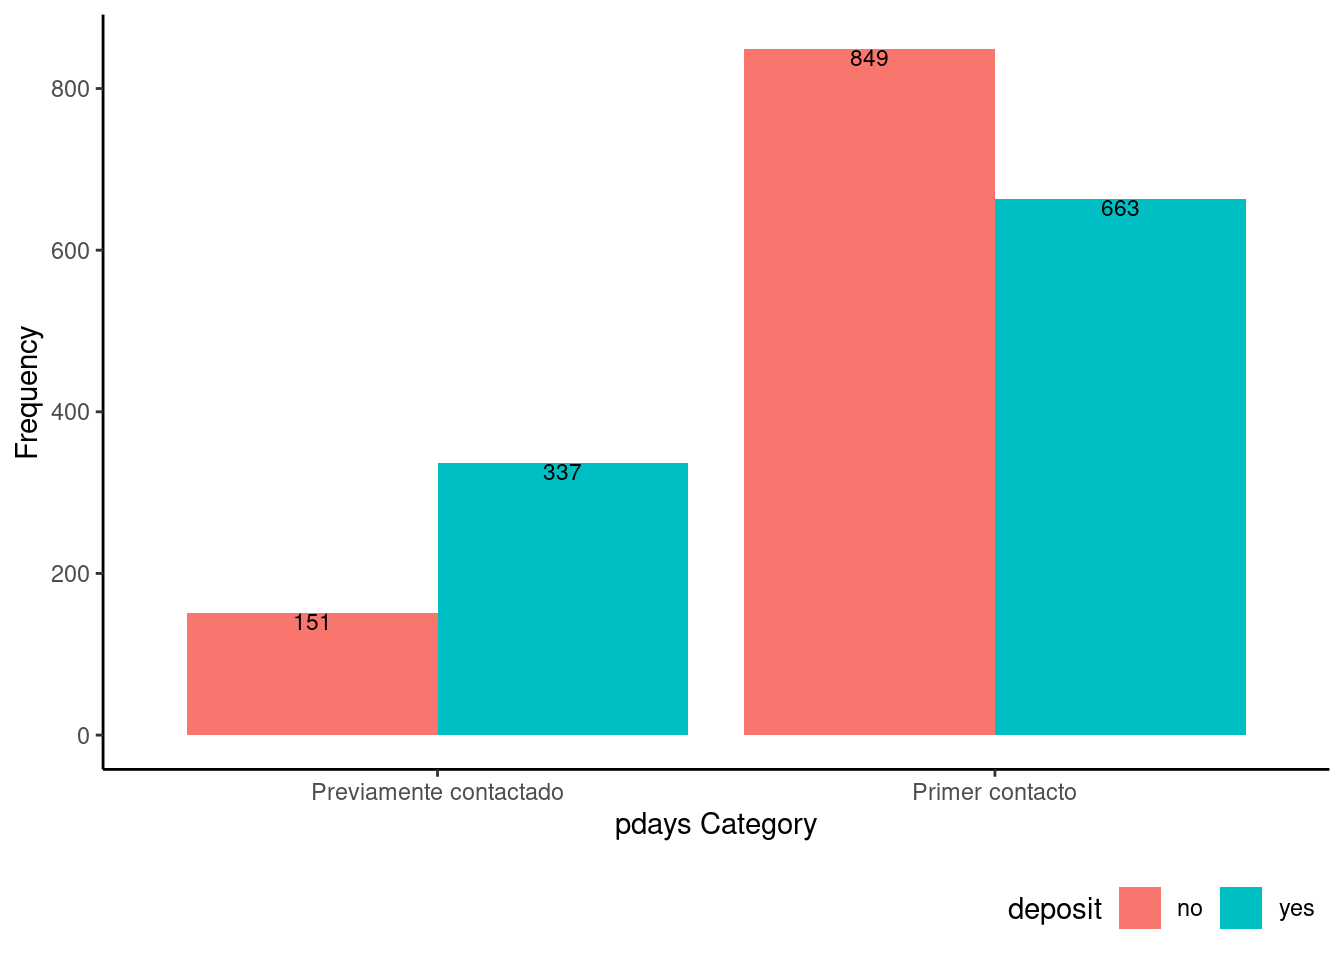 849
800
663
600
Frequency
400
337
200
151
0
Previamente contactado Primer contacto
pdays Category
deposit no yes